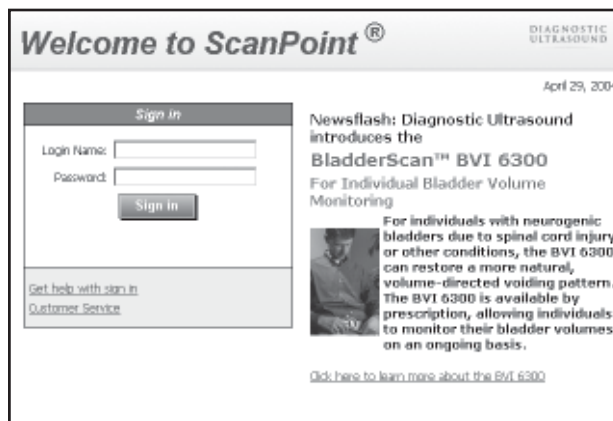 Welcome to ScanPoint®
DIAGNOSTIC
ULTRASOUND
April 29, 2004
Sign in
Login Name:
Password:
Sign in
Get help with sign in
Customer Service
Newsflash: Diagnostic Ultrasound
introduces the
BladderScan™ BVI 6300
For Individual Bladder Volume
Monitoring
For individuals with neurogenic
bladders due to spinal cord injury
or other conditions, the BVI 6300
can restore a more natural,
volume-directed voiding pattern.
The BVI 6300 is available by
prescription, allowing individuals
to monitor their bladder volumes
on an ongoing basis.
Click here to learn more about the BVI 6300